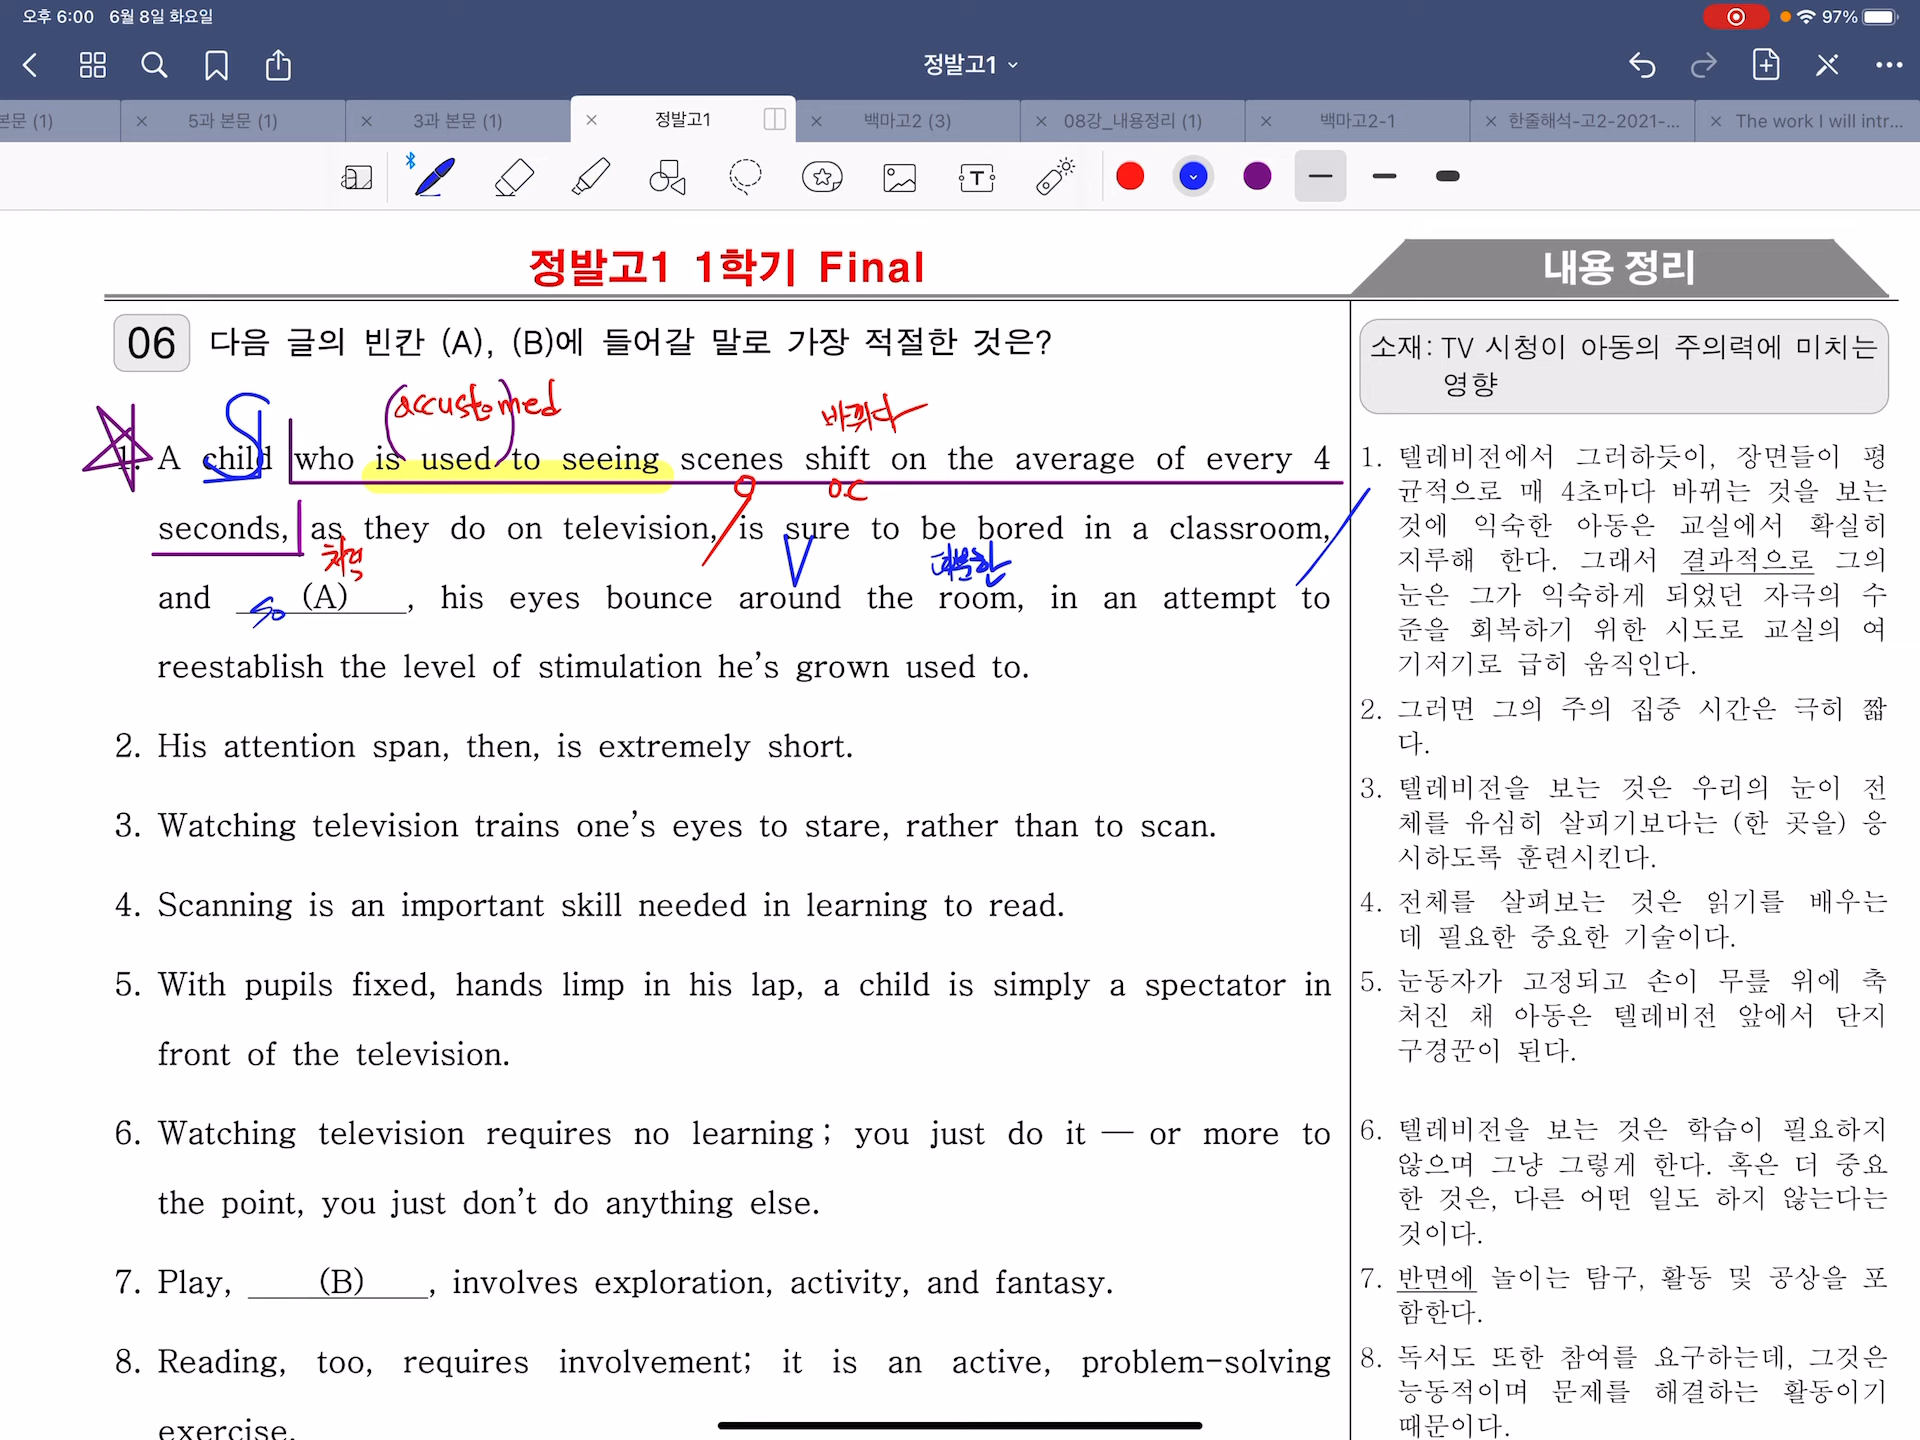 오후 6:00 6월 8일 화요일 97%
정발고1
본문 (1) 5과 본문 (1) 3과 본문 (1) 정발고1 백마고2 (3) 08강_내용정리 (1) 백마고2-1 한줄해석-고2-2021-... The work I will intr...
정발고1 1학기 Final
내용 정리
06 다음 글의 빈칸 (A), (B)에 들어갈 말로 가장 적절한 것은?
accustomed 바뀌다
S
1. A child who is used to seeing scenes shift on the average of every 4
O O.C
seconds, as they do on television, is sure to be bored in a classroom,
처럼 V 따분한
and so (A) , his eyes bounce around the room, in an attempt to
reestablish the level of stimulation he's grown used to.
2. His attention span, then, is extremely short.
3. Watching television trains one's eyes to stare, rather than to scan.
4. Scanning is an important skill needed in learning to read.
5. With pupils fixed, hands limp in his lap, a child is simply a spectator in
front of the television.
6. Watching television requires no learning; you just do it — or more to
the point, you just don't do anything else.
7. Play, (B) , involves exploration, activity, and fantasy.
8. Reading, too, requires involvement; it is an active, problem-solving
exercise.
소재: TV 시청이 아동의 주의력에 미치는
영향
1. 텔레비전에서 그러하듯이, 장면들이 평
균적으로 매 4초마다 바뀌는 것을 보는
것에 익숙한 아동은 교실에서 확실히
지루해 한다. 그래서 결과적으로 그의
눈은 그가 익숙하게 되었던 자극의 수
준을 회복하기 위한 시도로 교실의 여
기저기로 급히 움직인다.
2. 그러면 그의 주의 집중 시간은 극히 짧
다.
3. 텔레비전을 보는 것은 우리의 눈이 전
체를 유심히 살피기보다는 (한 곳을) 응
시하도록 훈련시킨다.
4. 전체를 살펴보는 것은 읽기를 배우는
데 필요한 중요한 기술이다.
5. 눈동자가 고정되고 손이 무릎 위에 축
처진 채 아동은 텔레비전 앞에서 단지
구경꾼이 된다.
6. 텔레비전을 보는 것은 학습이 필요하지
않으며 그냥 그렇게 한다. 혹은 더 중요
한 것은, 다른 어떤 일도 하지 않는다는
것이다.
7. 반면에 놀이는 탐구, 활동 및 공상을 포
함한다.
8. 독서도 또한 참여를 요구하는데, 그것은
능동적이며 문제를 해결하는 활동이기
때문이다.